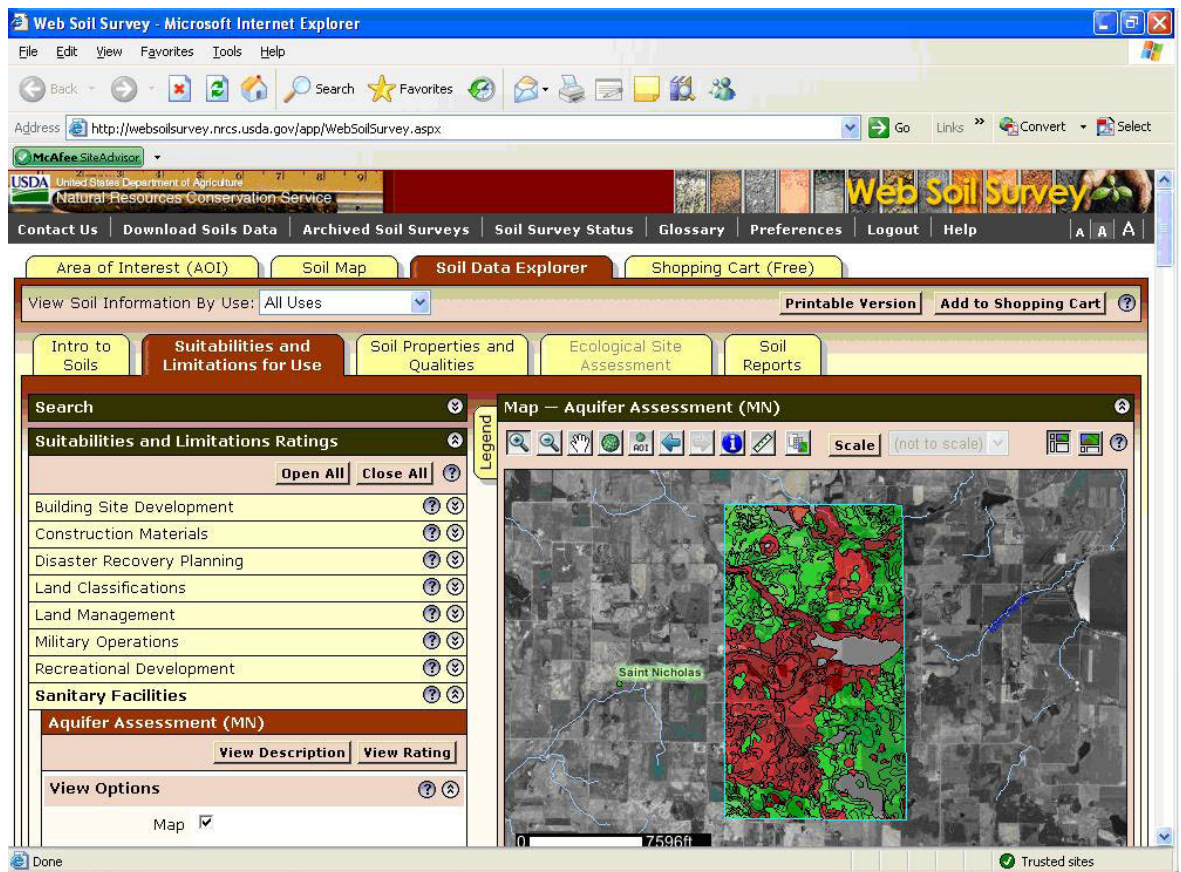 Web Soil Survey - Microsoft Internet Explorer
File Edit View Favorites Tools Help
Back Search Favorites
Address http://websoilsurvey.nrcs.usda.gov/app/WebSoilSurvey.aspx Go Links » Convert Select
McAfee SiteAdvisor
USDA United States Department of Agriculture
Natural Resources Conservation Service
Web Soil Survey
Contact Us | Download Soils Data | Archived Soil Surveys | Soil Survey Status | Glossary | Preferences | Logout | Help A A A
Area of Interest (AOI) Soil Map Soil Data Explorer Shopping Cart (Free)
View Soil Information By Use: All Uses Printable Version Add to Shopping Cart ?
Intro to Soils Suitabilities and Limitations for Use Soil Properties and Qualities Ecological Site Assessment Soil Reports
Search
Suitabilities and Limitations Ratings
Open All Close All ?
Building Site Development ?
Construction Materials ?
Disaster Recovery Planning ?
Land Classifications ?
Land Management ?
Military Operations ?
Recreational Development ?
Sanitary Facilities ?
Aquifer Assessment (MN)
View Description View Rating
View Options ?
Map
Legend
Map — Aquifer Assessment (MN)
AOI i Scale (not to scale) ?
Saint Nicholas
0 7596ft
Done Trusted sites